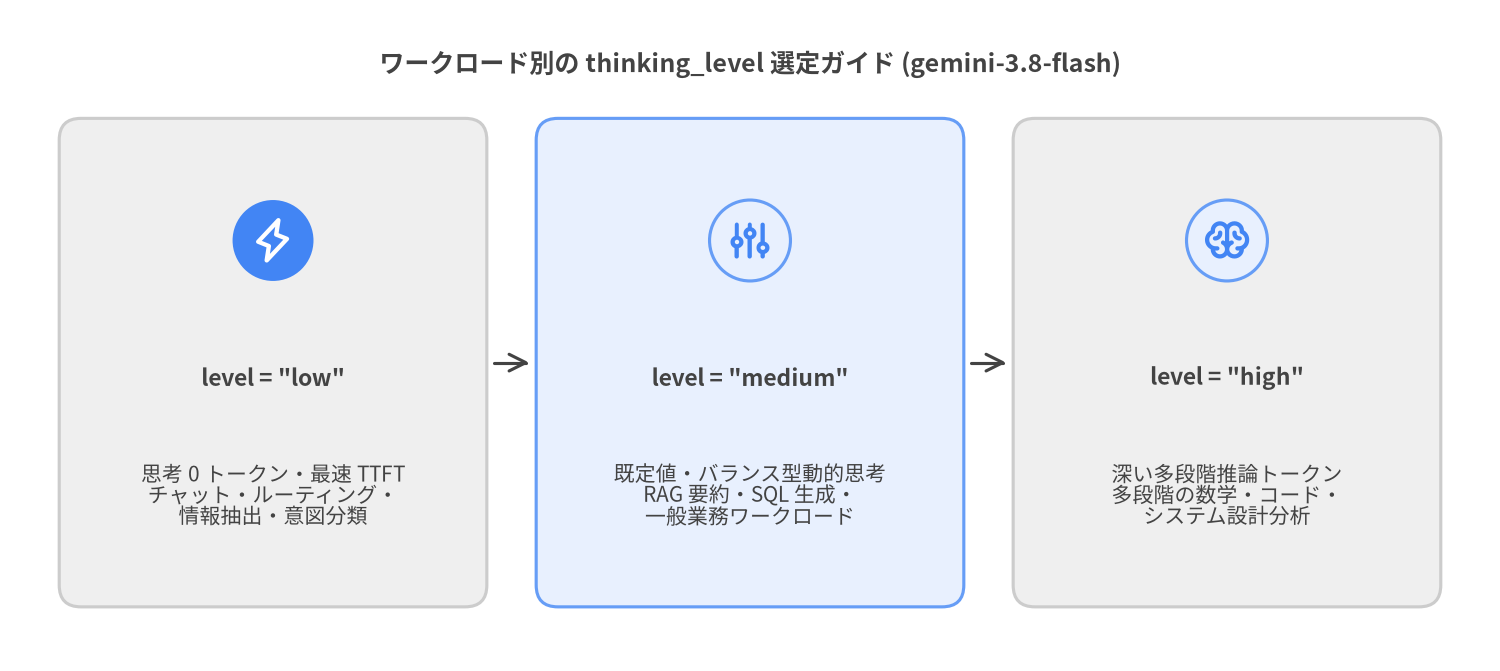 ワークロード別の thinking_level 選定ガイド (gemini-3.8-flash)
level = "low"
思考 0 トークン・最速 TTFT
チャット・ルーティング・
情報抽出・意図分類
level = "medium"
既定値・バランス型動的思考
RAG 要約・SQL 生成・
一般業務ワークロード
level = "high"
深い多段階推論トークン
多段階の数学・コード・
システム設計分析